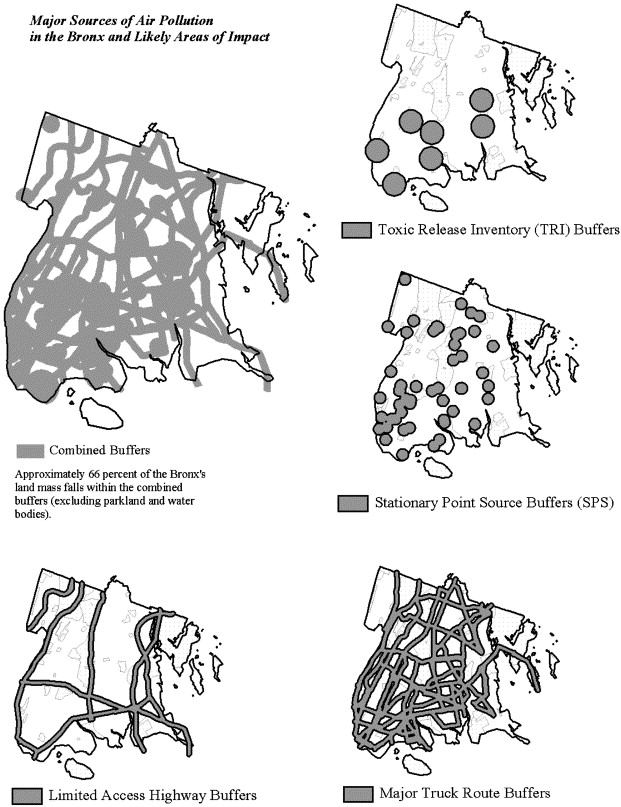 Major Sources of Air Pollution
in the Bronx and Likely Areas of Impact
Toxic Release Inventory (TRI) Buffers
Combined Buffers
Approximately 66 percent of the Bronx's
land mass falls within the combined
buffers (excluding parkland and water
bodies).
Stationary Point Source Buffers (SPS)
Limited Access Highway Buffers
Major Truck Route Buffers